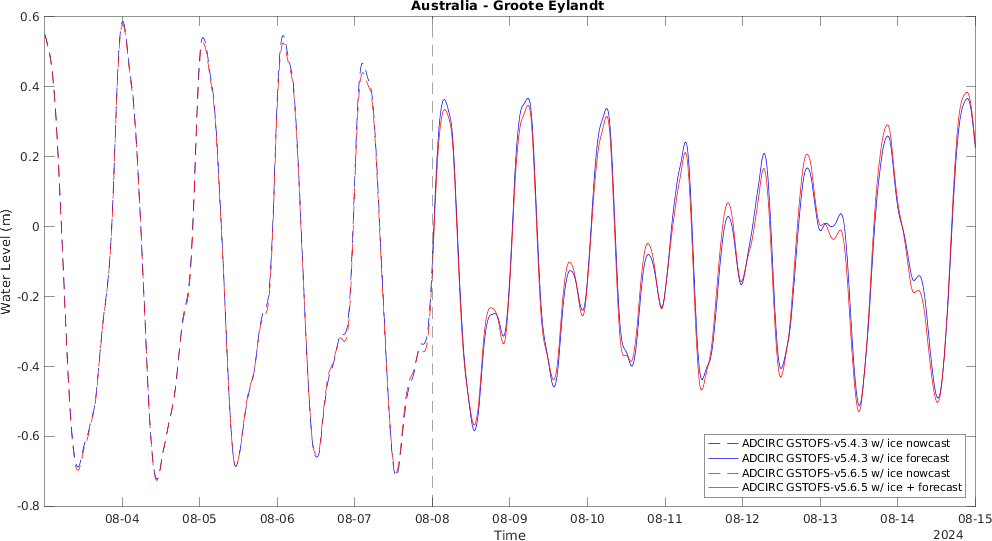 Australia - Groote Eylandt
0.6
0.4
0.2
0
-0.2
-0.4
-0.6
-0.8
Water Level (m)
ADCIRC GSTOFS-v5.4.3 w/ ice nowcast
ADCIRC GSTOFS-v5.4.3 w/ ice forecast
ADCIRC GSTOFS-v5.6.5 w/ ice nowcast
ADCIRC GSTOFS-v5.6.5 w/ ice + forecast
08-04 08-05 08-06 08-07 08-08 08-09 08-10 08-11 08-12 08-13 08-14 08-15
Time
2024